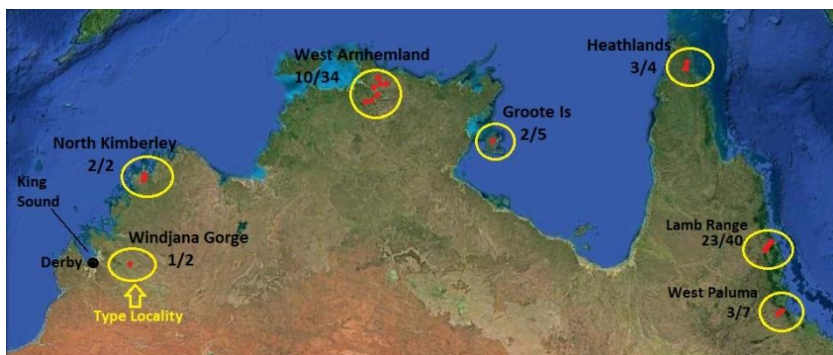 West Arnhemland
10/34
Heathlands
3/4
Groote Is
2/5
North Kimberley
2/2
King
Sound
Windjana Gorge
1/2
Derby
Type Locality
Lamb Range
23/40
West Paluma
3/7